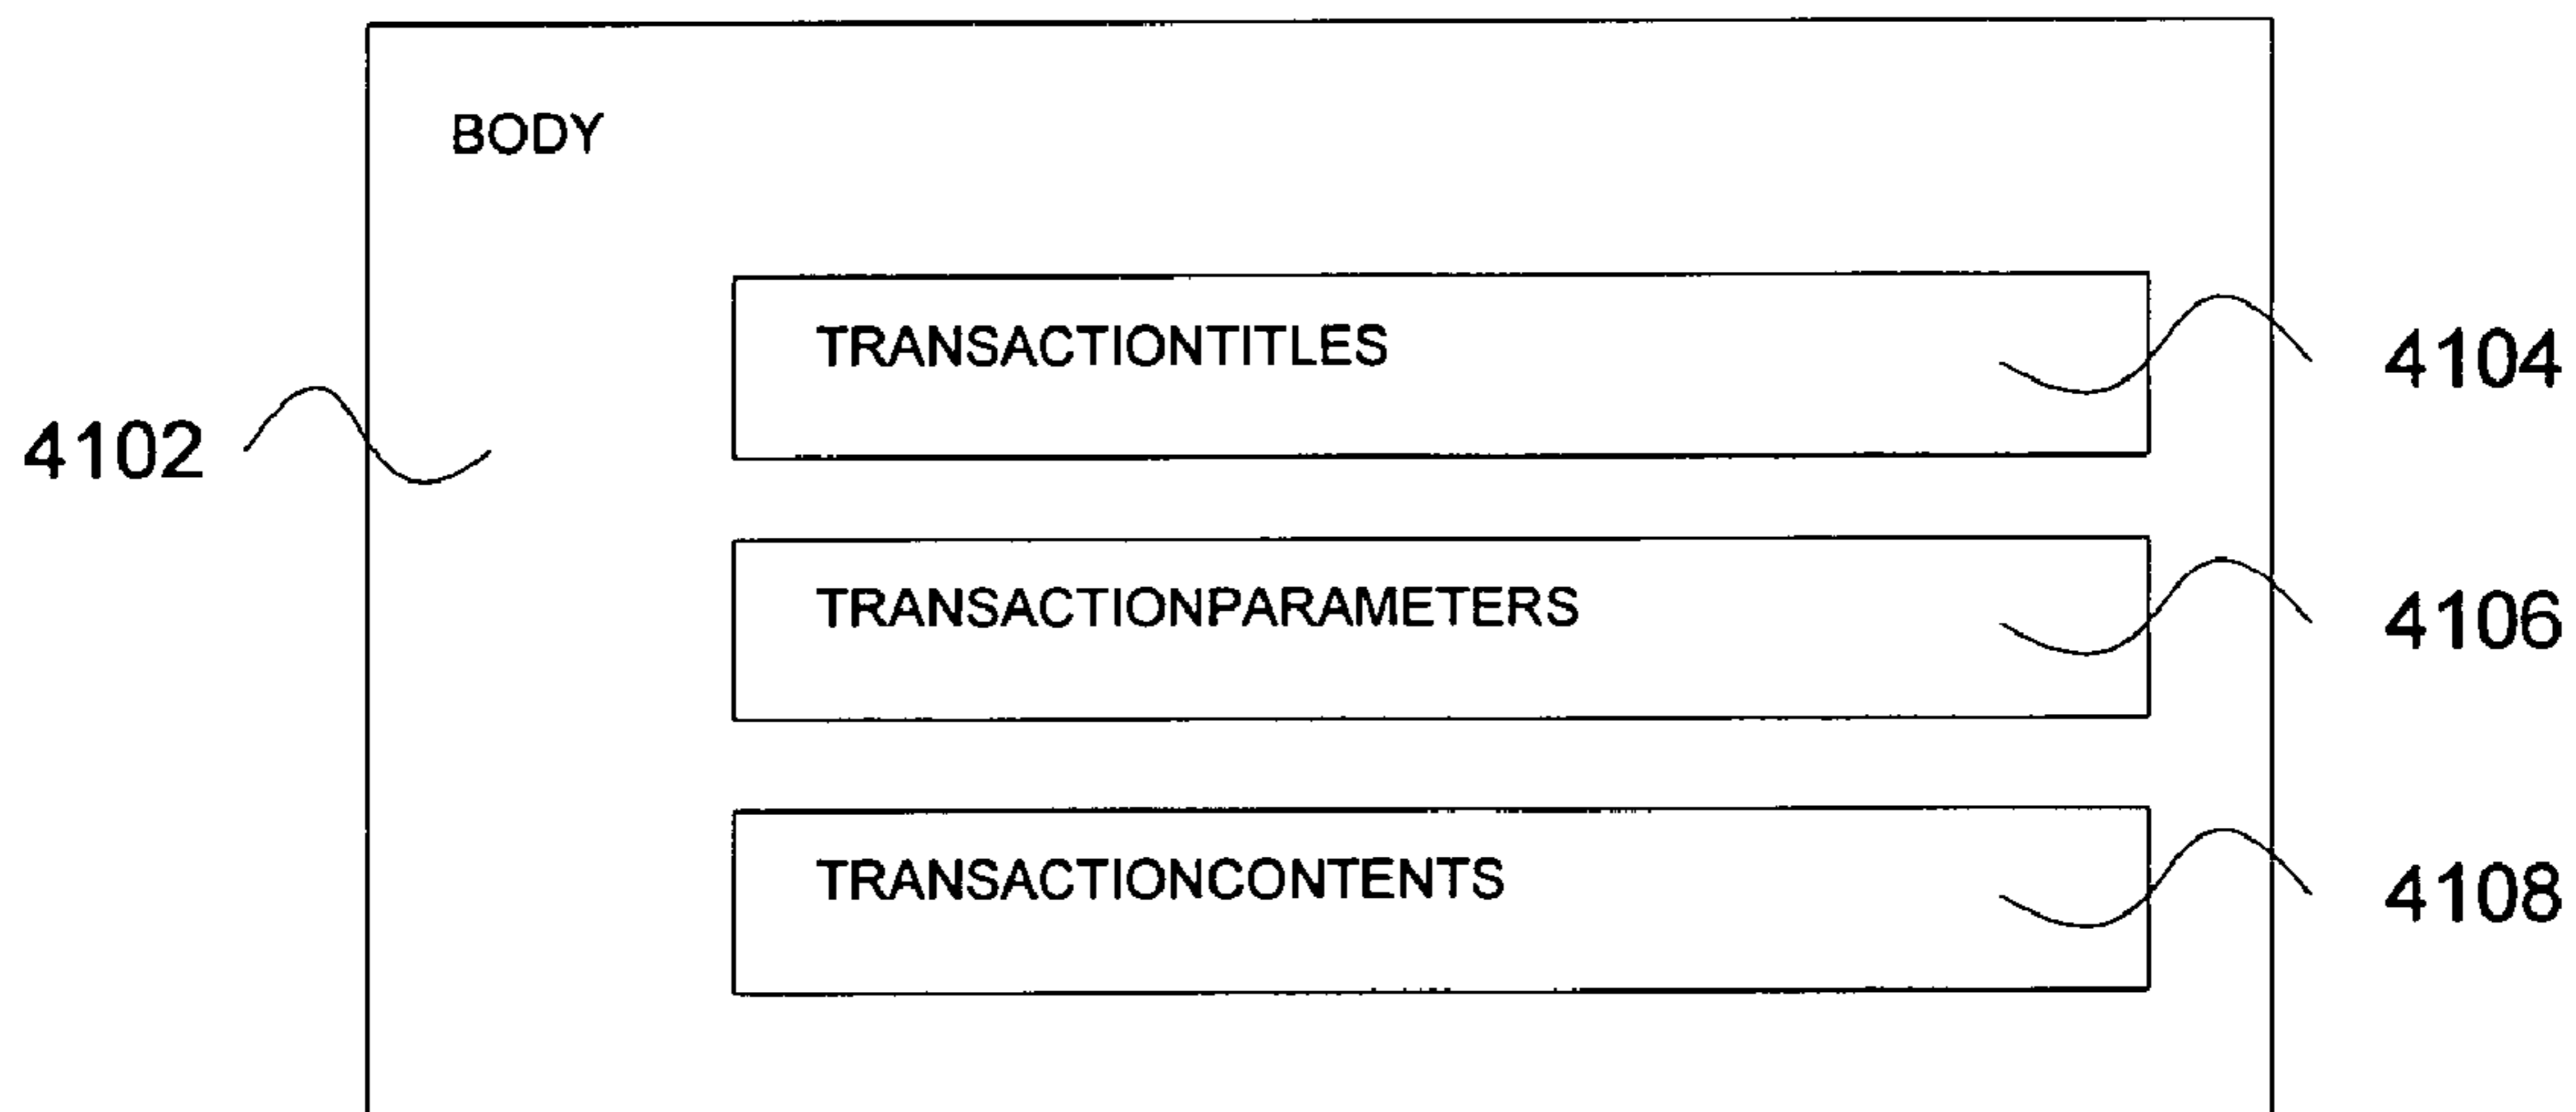 BODY
TRANSACTIONTITLES
4104
4102
TRANSACTIONPARAMETERS
4106
TRANSACTIONCONTENTS
4108